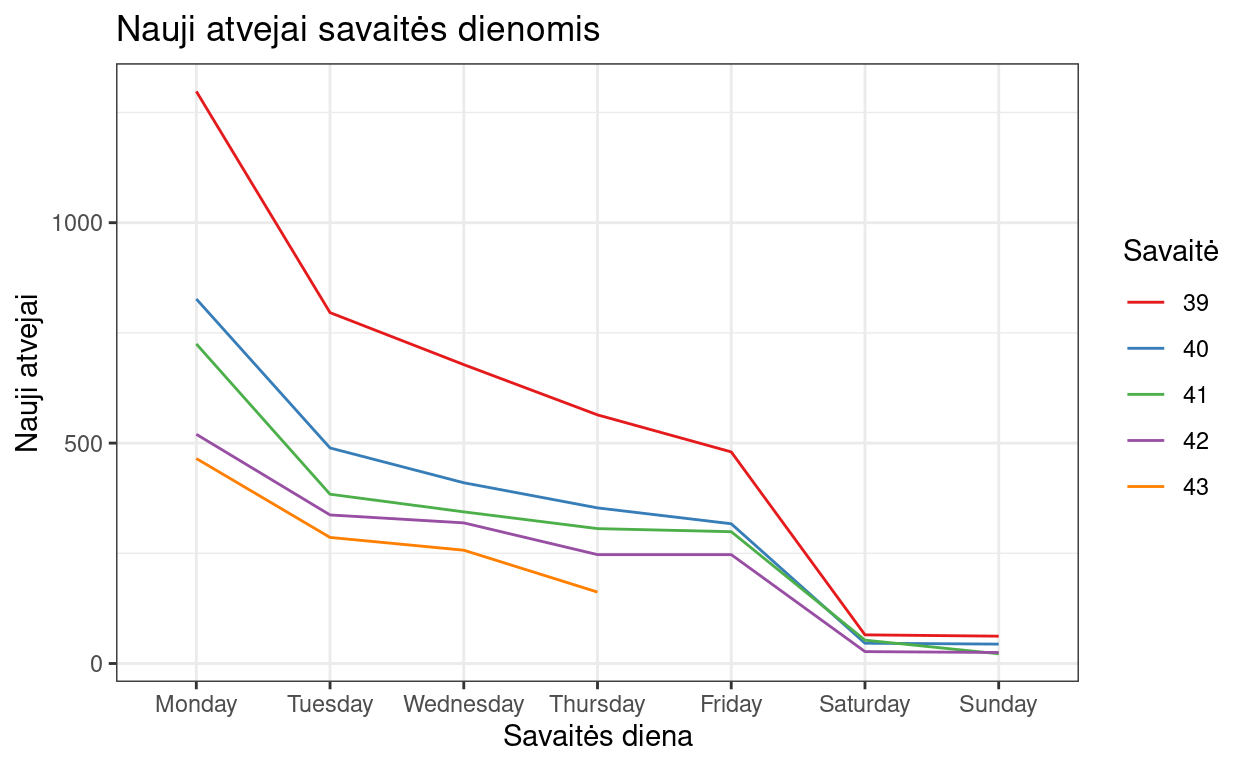 Nauji atvejai savaitės dienomis
Nauji atvejai
1000
500
0
Monday Tuesday Wednesday Thursday Friday Saturday Sunday
Savaitės diena
Savaitė
39
40
41
42
43